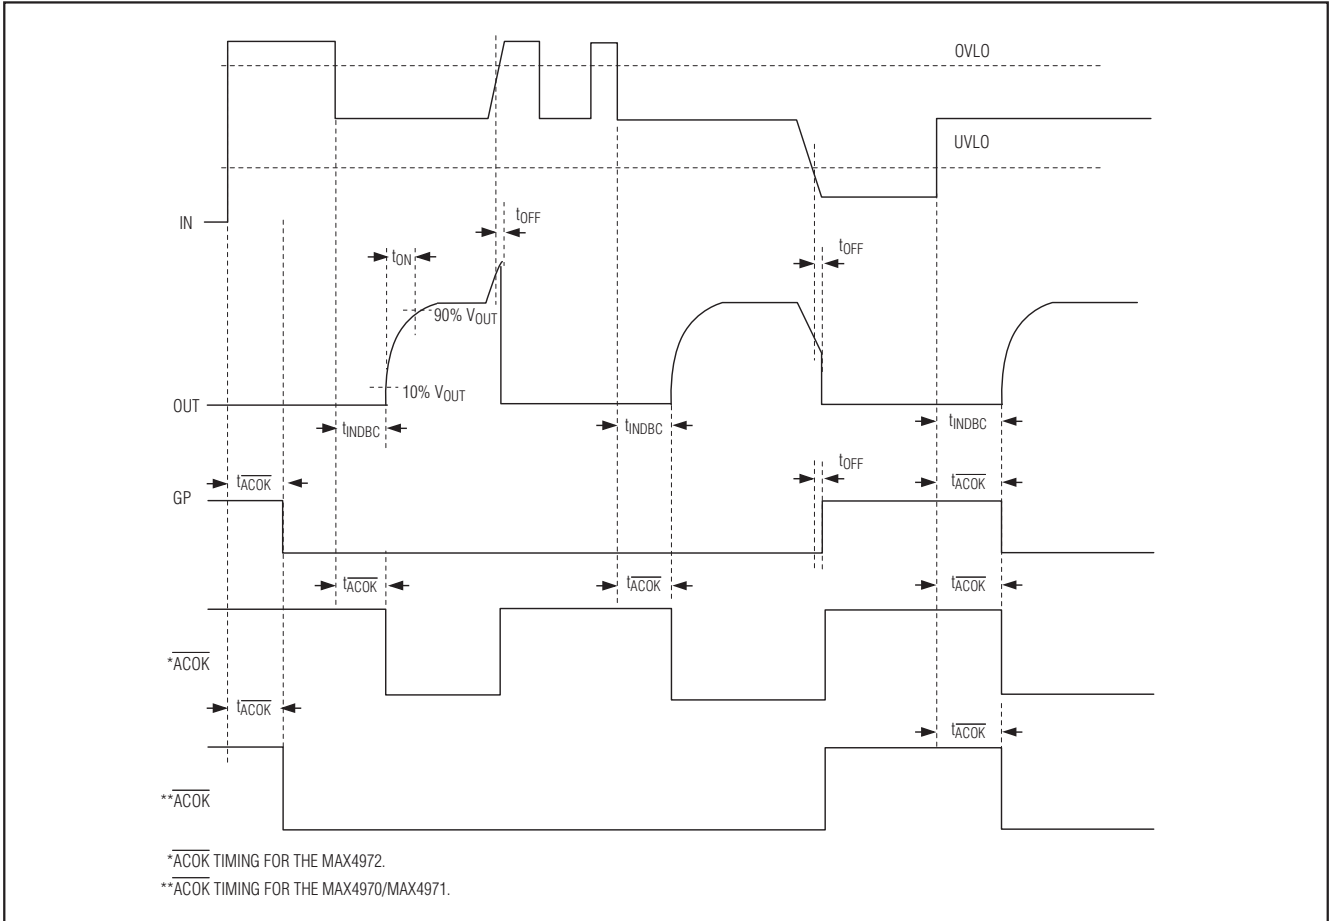 OVLO
UVLO
IN
tOFF
tOFF
tON
90% VOUT
10% VOUT
OUT
tINDBC
tINDBC
tINDBC
tOFF
tACOK
tACOK
GP
tACOK
tACOK
tACOK
*ACOK
tACOK
tACOK
**ACOK
*ACOK TIMING FOR THE MAX4972.
**ACOK TIMING FOR THE MAX4970/MAX4971.